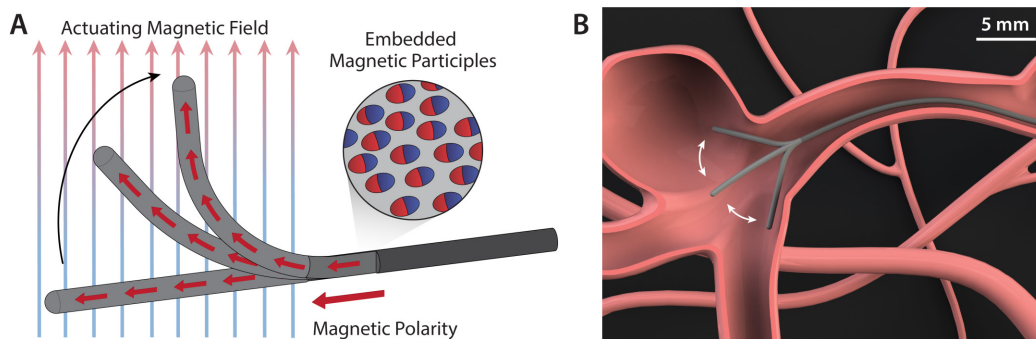 A
Actuating Magnetic Field
Embedded
Magnetic Participles
Magnetic Polarity
B
5 mm